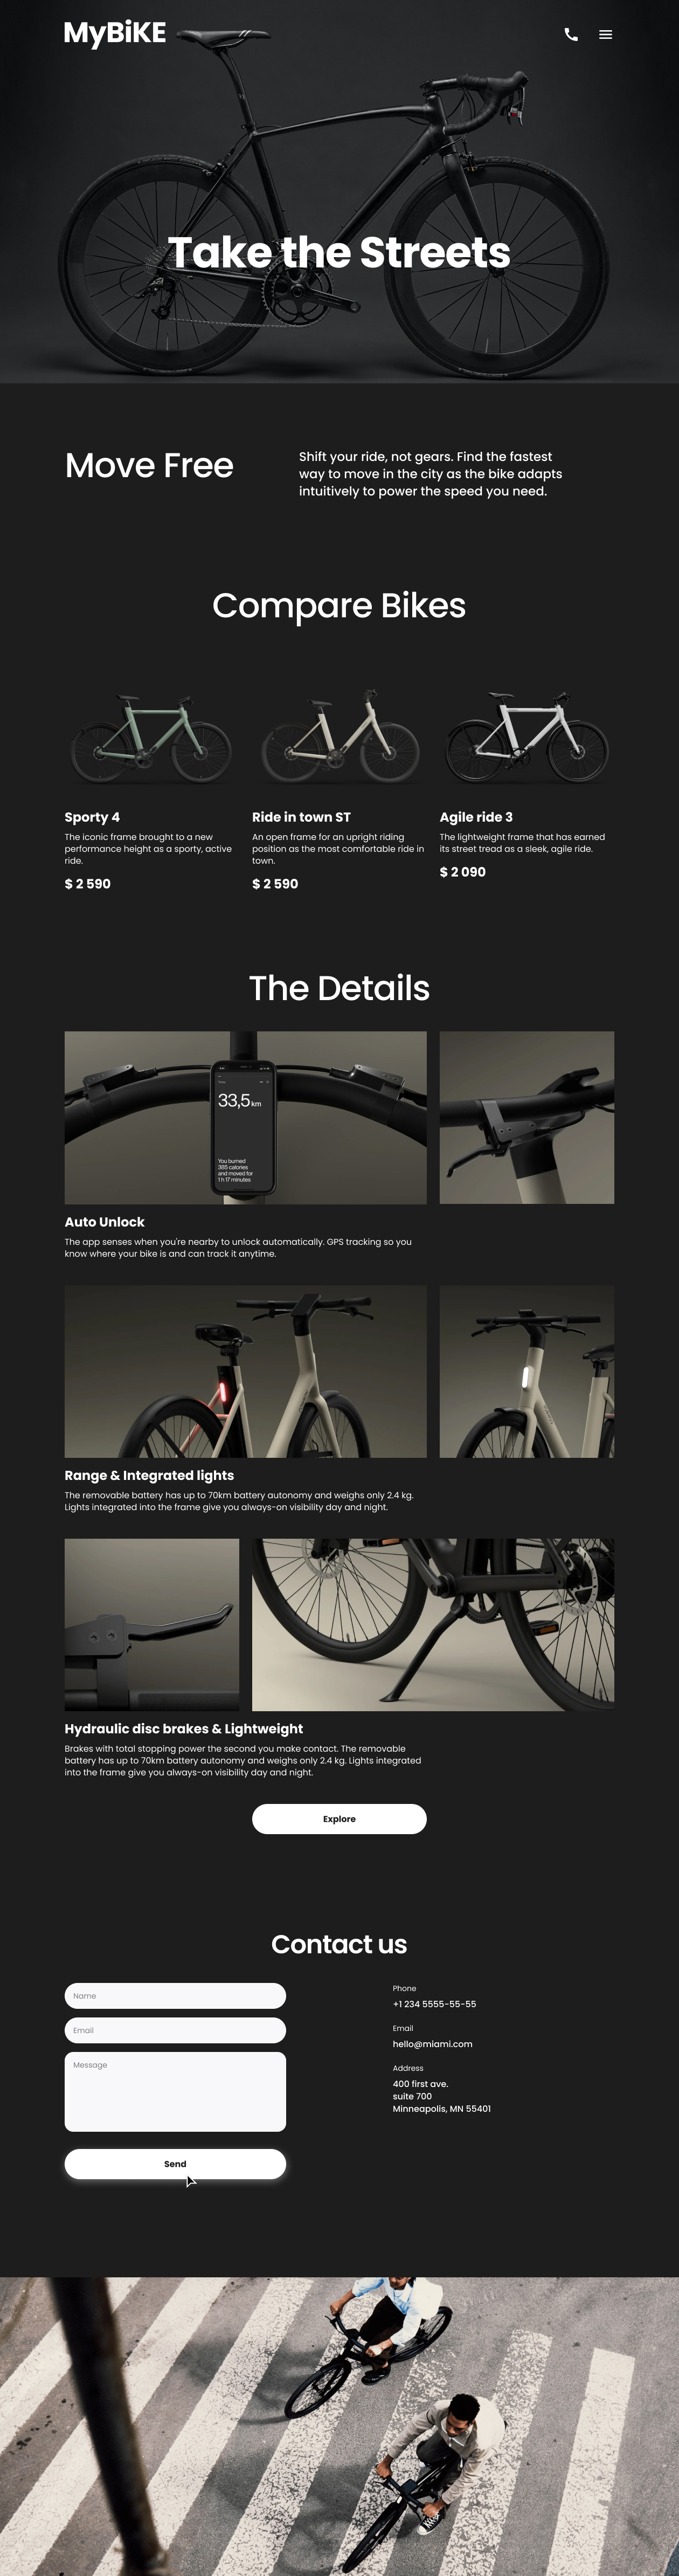 MyBiKE
Take the Streets
Move Free
Shift your ride, not gears. Find the fastest
way to move in the city as the bike adapts
intuitively to power the speed you need.
Compare Bikes
Sporty 4
The iconic frame brought to a new
performance height as a sporty, active
ride.
$ 2 590
Ride in town ST
An open frame for an upright riding
position as the most comfortable ride in
town.
$ 2 590
Agile ride 3
The lightweight frame that has earned
its street tread as a sleek, agile ride.
$ 2 090
The Details
33,5 km
You burned
385 calories
and moved for
1 h 17 minutes
Auto Unlock
The app senses when you're nearby to unlock automatically. GPS tracking so you
know where your bike is and can track it anytime.
Range & Integrated lights
The removable battery has up to 70km battery autonomy and weighs only 2.4 kg.
Lights integrated into the frame give you always-on visibility day and night.
Hydraulic disc brakes & Lightweight
Brakes with total stopping power the second you make contact. The removable
battery has up to 70km battery autonomy and weighs only 2.4 kg. Lights integrated
into the frame give you always-on visibility day and night.
Explore
Contact us
Name
Email
Message
Send
Phone
+1 234 5555-55-55
Email
hello@miami.com
Address
400 first ave.
suite 700
Minneapolis, MN 55401